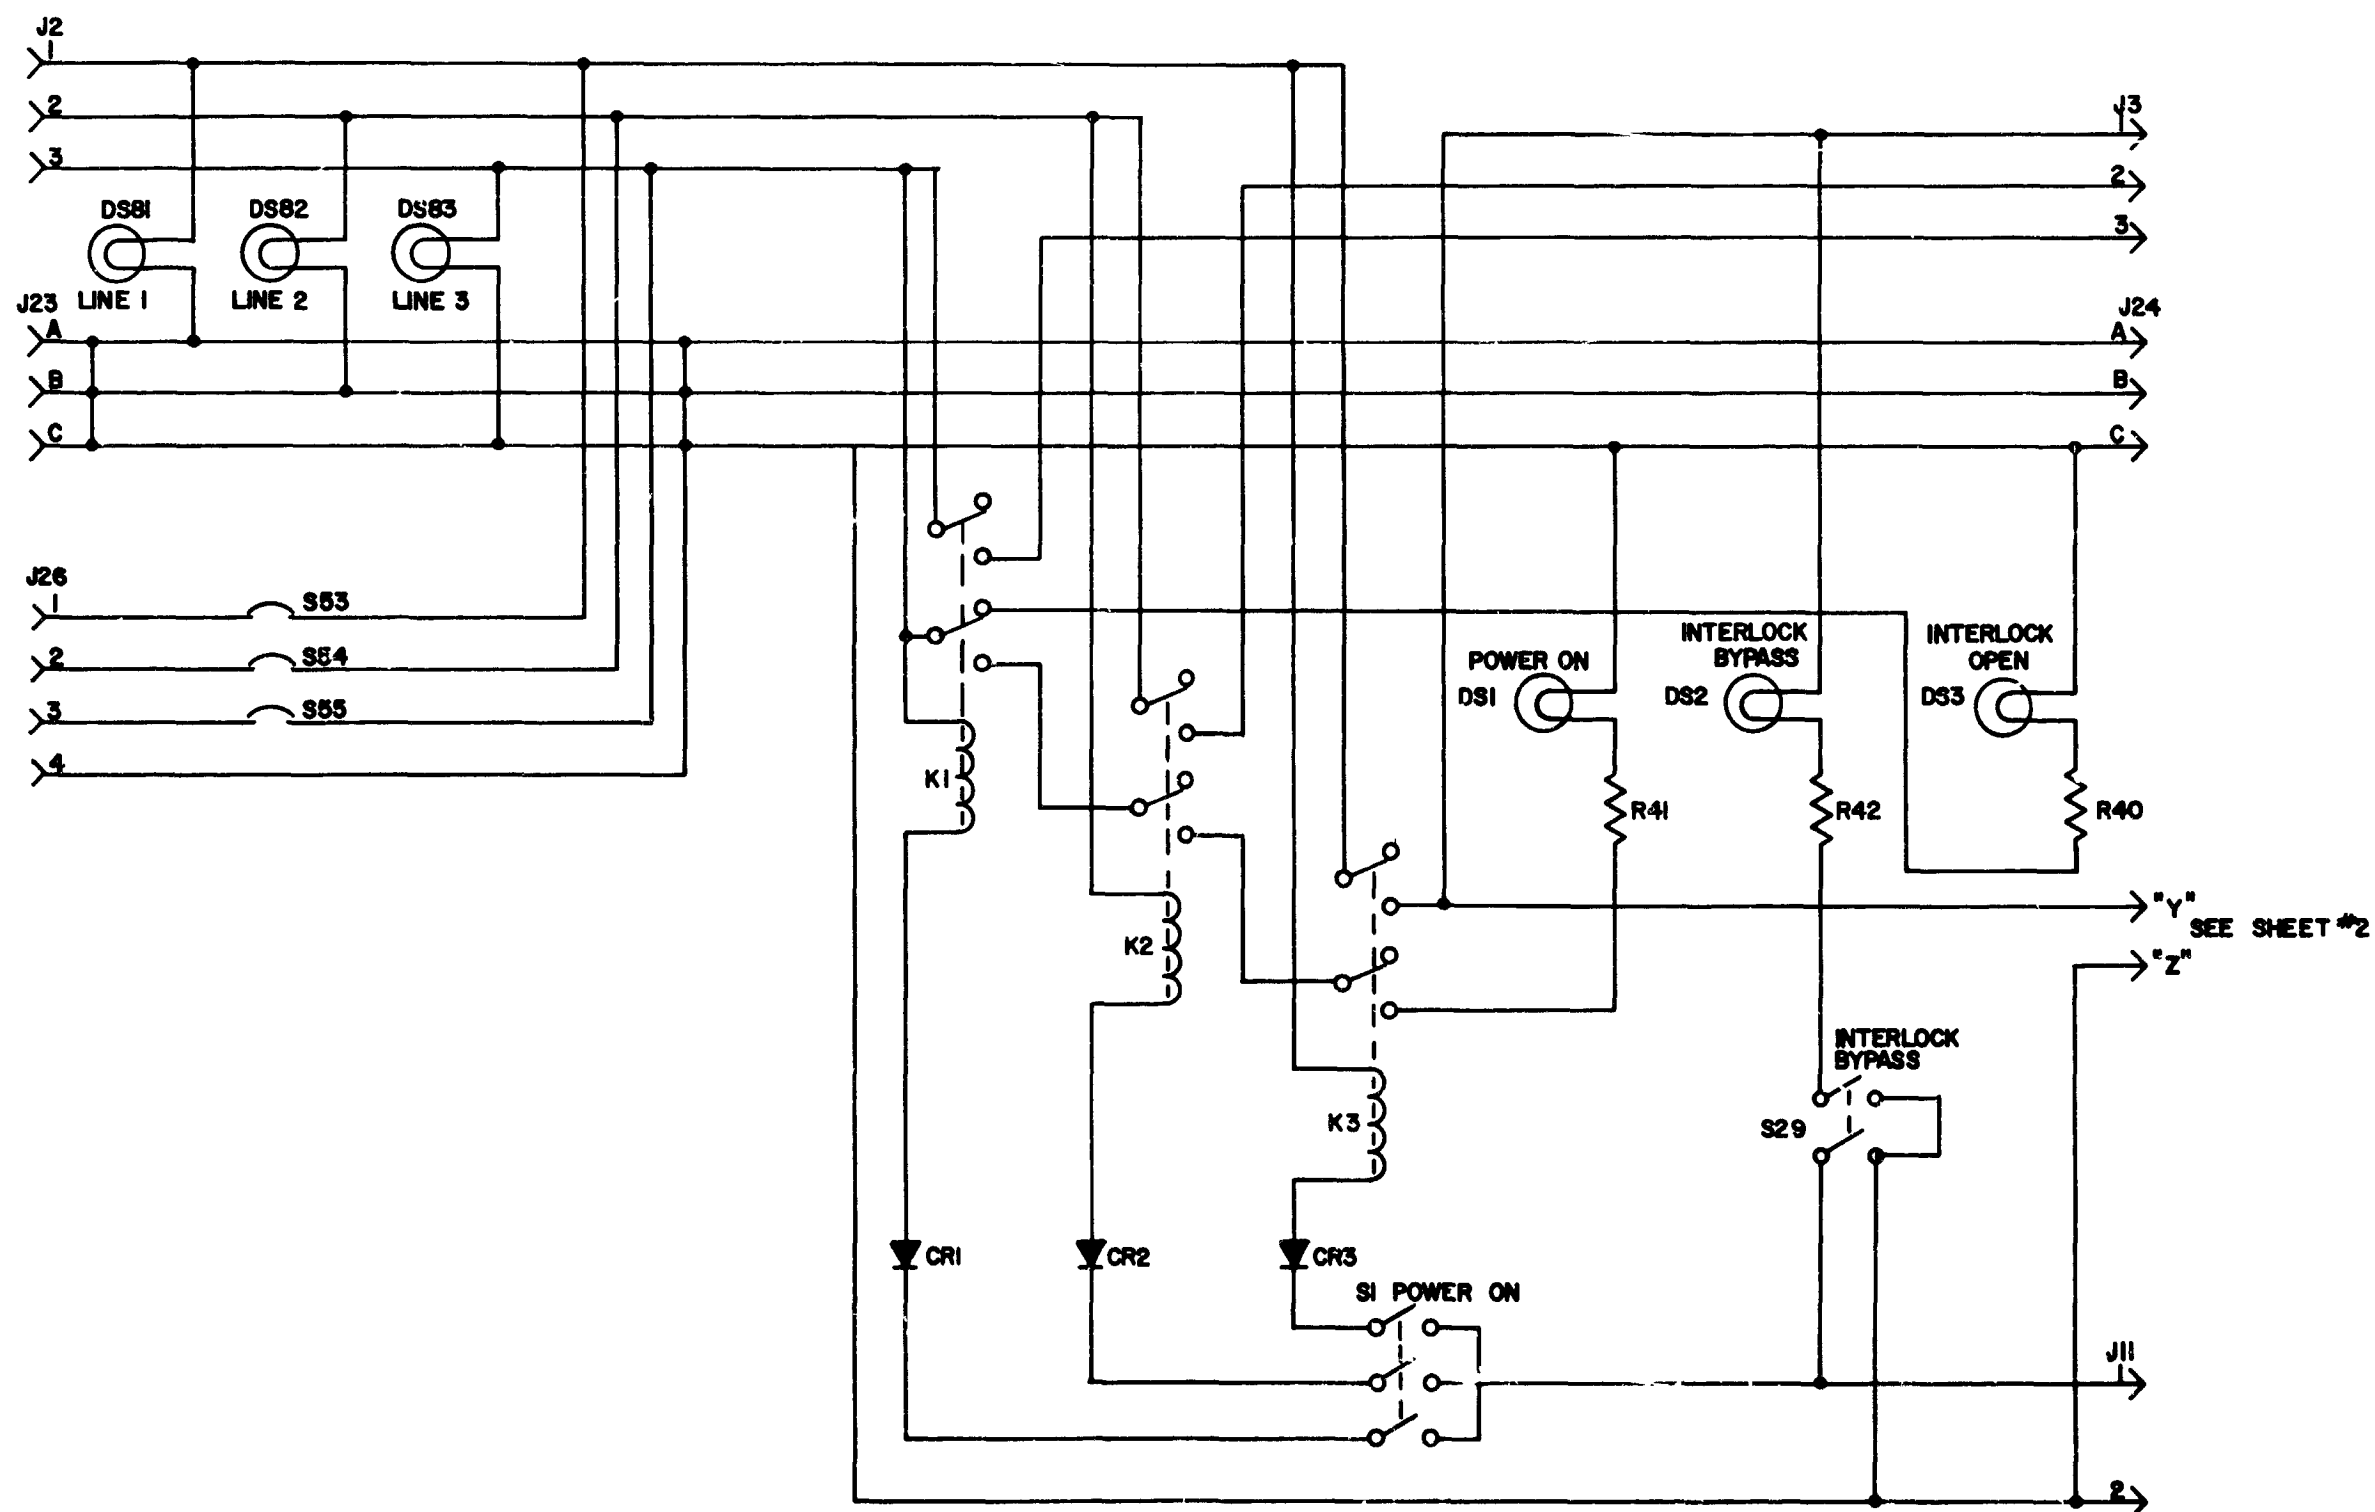 J2
1
2
3
DS81
DS82
DS83
LINE 1
LINE 2
LINE 3
J23
A
B
C
J26
1
S53
2
S54
3
S55
4
J3
1
2
3
J24
A
B
C
K1
K2
K3
POWER ON
DS1
INTERLOCK
BYPASS
DS2
INTERLOCK
OPEN
DS3
R41
R42
R40
"Y"
SEE SHEET #2
"Z"
INTERLOCK
BYPASS
S29
CR1
CR2
CR3
S1 POWER ON
J11
1
2